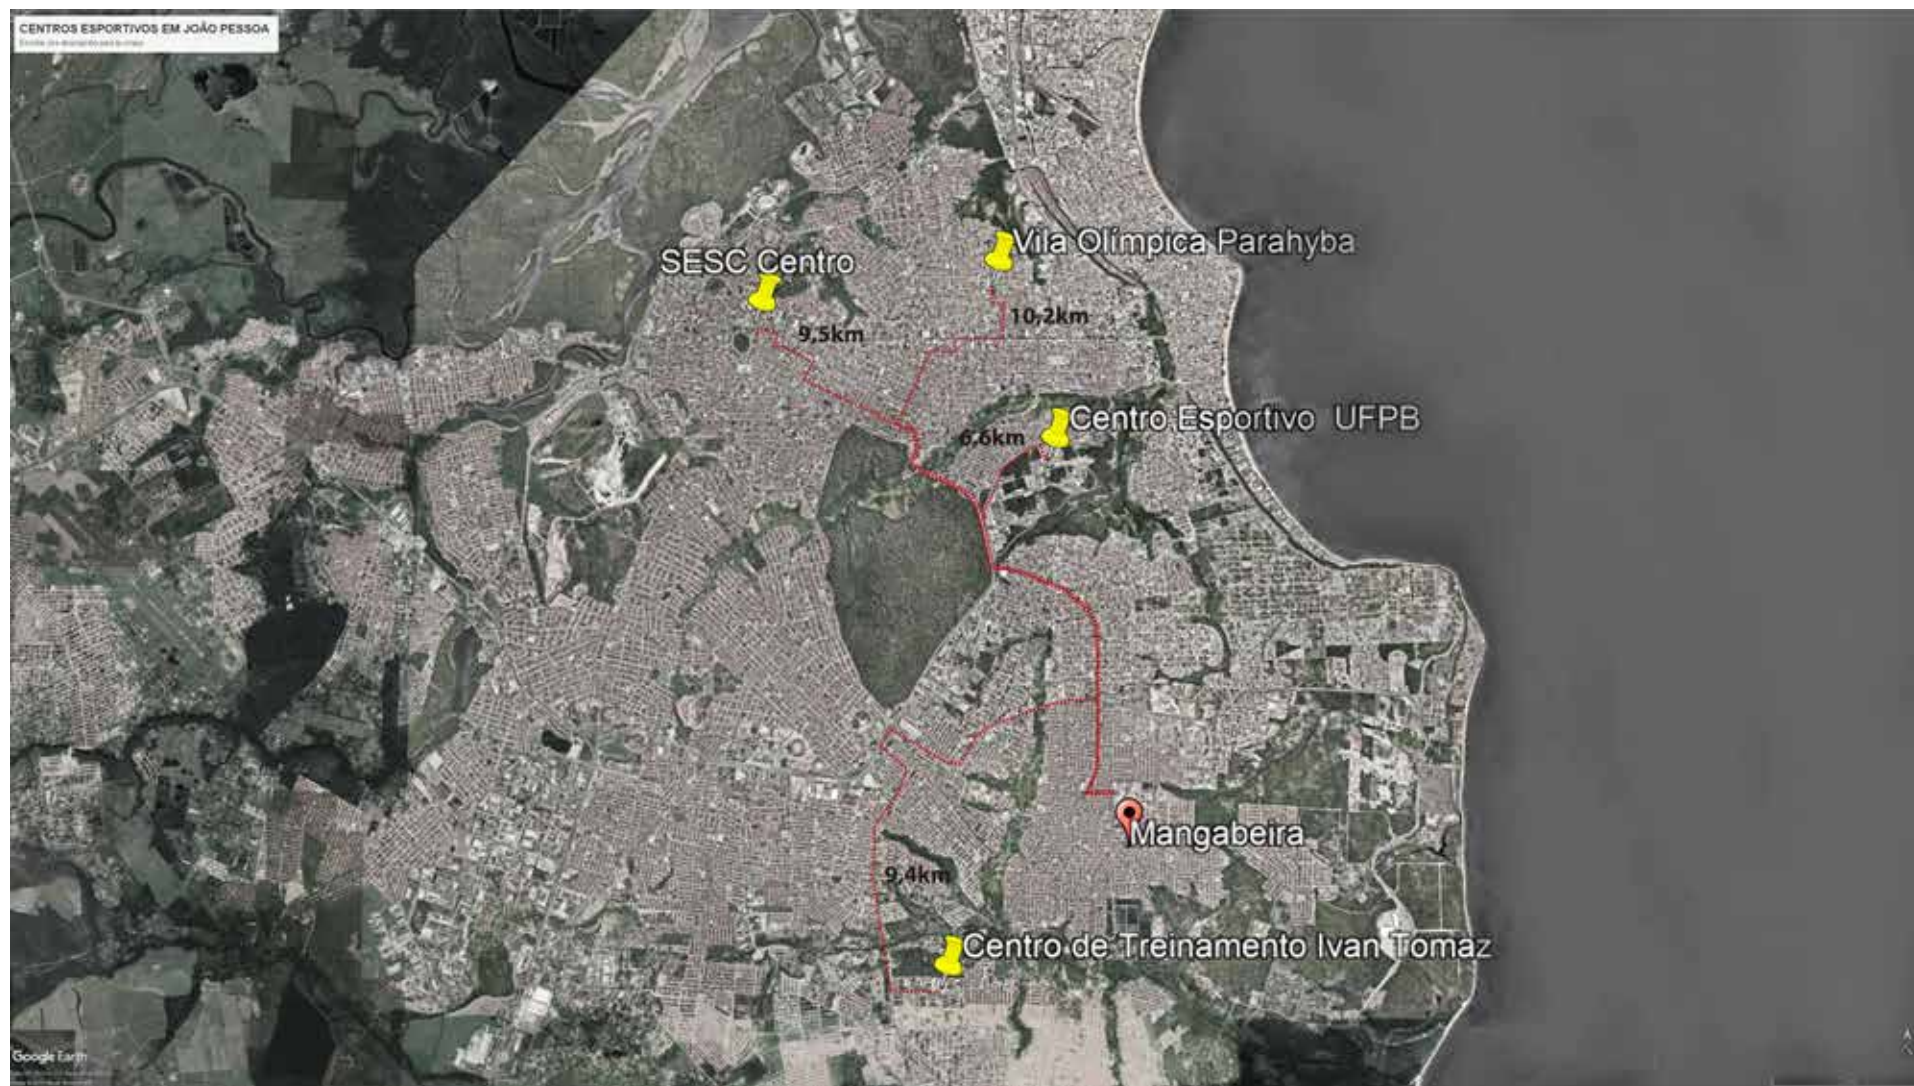 CENTROS ESPORTIVOS EM JOÃO PESSOA
Vila Olímpica Parahyba
SESC Centro
10,2km
9,5km
Centro Esportivo UFPB
6,6km
Mangabeira
9,4km
Centro de Treinamento Ivan Tomaz
Google Earth